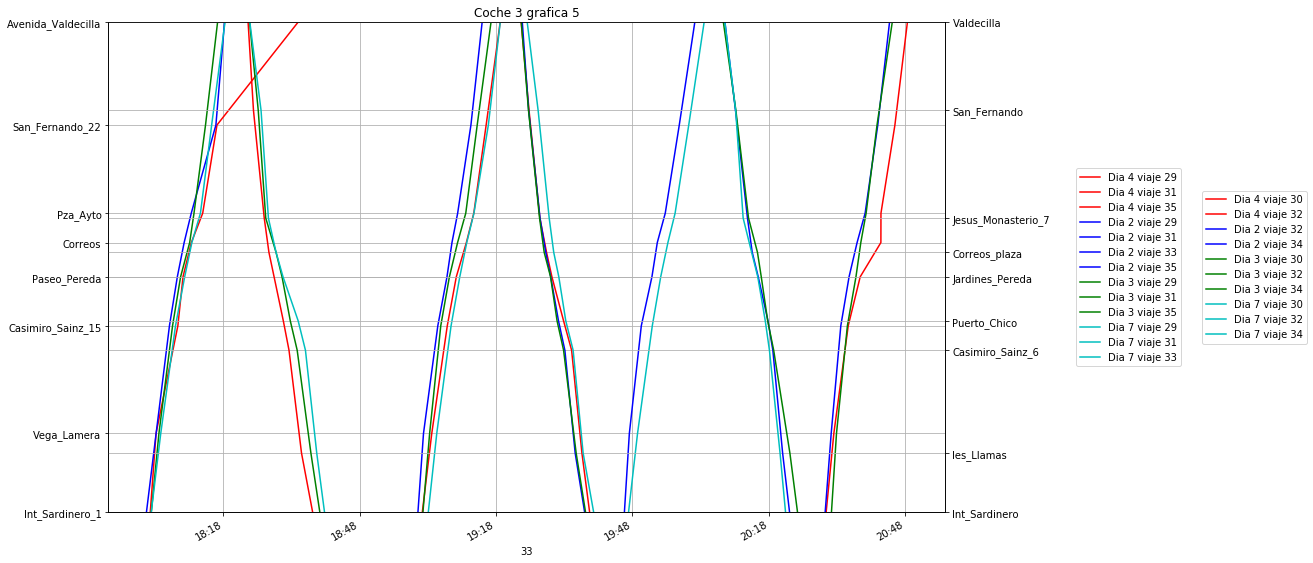 Coche 3 grafica 5
Avenida_Valdecilla
San_Fernando_22
Pza_Ayto
Correos
Paseo_Pereda
Casimiro_Sainz_15
Vega_Lamera
Int_Sardinero_1
Valdecilla
San_Fernando
Jesus_Monasterio_7
Correos_plaza
Jardines_Pereda
Puerto_Chico
Casimiro_Sainz_6
Ies_Llamas
Int_Sardinero
18:18
18:48
19:18
19:48
20:18
20:48
33
Dia 4 viaje 29
Dia 4 viaje 31
Dia 4 viaje 35
Dia 2 viaje 29
Dia 2 viaje 31
Dia 2 viaje 33
Dia 2 viaje 35
Dia 3 viaje 29
Dia 3 viaje 31
Dia 3 viaje 35
Dia 7 viaje 29
Dia 7 viaje 31
Dia 7 viaje 33
Dia 4 viaje 30
Dia 4 viaje 32
Dia 2 viaje 32
Dia 2 viaje 34
Dia 3 viaje 30
Dia 3 viaje 32
Dia 3 viaje 34
Dia 7 viaje 30
Dia 7 viaje 32
Dia 7 viaje 34